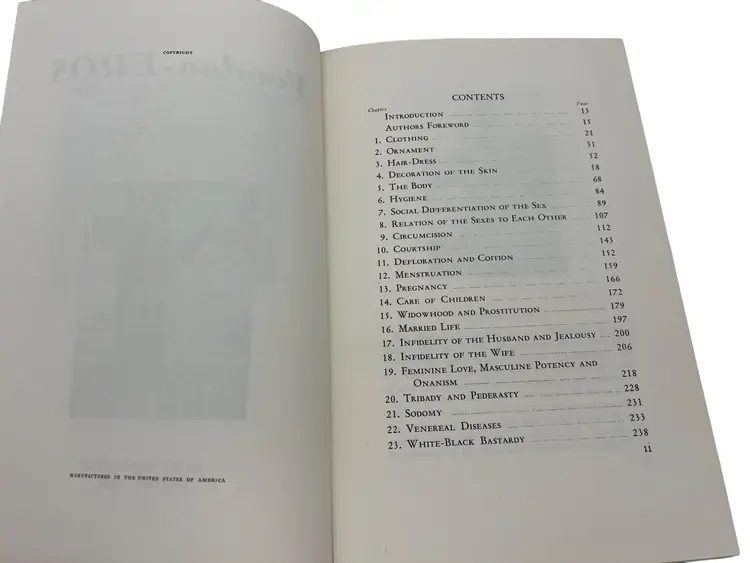 COPYRIGHT
MANUFACTURED IN THE UNITED STATES OF AMERICA
CONTENTS
Chapter Page
INTRODUCTION 13
AUTHORS FOREWORD 15
1. CLOTHING 21
2. ORNAMENT 31
3. HAIR-DRESS 52
4. DECORATION OF THE SKIN 58
5. THE BODY 68
6. HYGIENE 84
7. SOCIAL DIFFERENTIATION OF THE SEX 89
8. RELATION OF THE SEXES TO EACH OTHER 107
9. CIRCUMCISION 112
10. COURTSHIP 143
11. DEFLORATION AND COITION 152
12. MENSTRUATION 159
13. PREGNANCY 166
14. CARE OF CHILDREN 172
15. WIDOWHOOD AND PROSTITUTION 179
16. MARRIED LIFE 197
17. INFIDELITY OF THE HUSBAND AND JEALOUSY 200
18. INFIDELITY OF THE WIFE 206
19. FEMININE LOVE, MASCULINE POTENCY AND
ONANISM 218
20. TRIBADY AND PEDERASTY 228
21. SODOMY 231
22. VENEREAL DISEASES 233
23. WHITE-BLACK BASTARDY 238
11